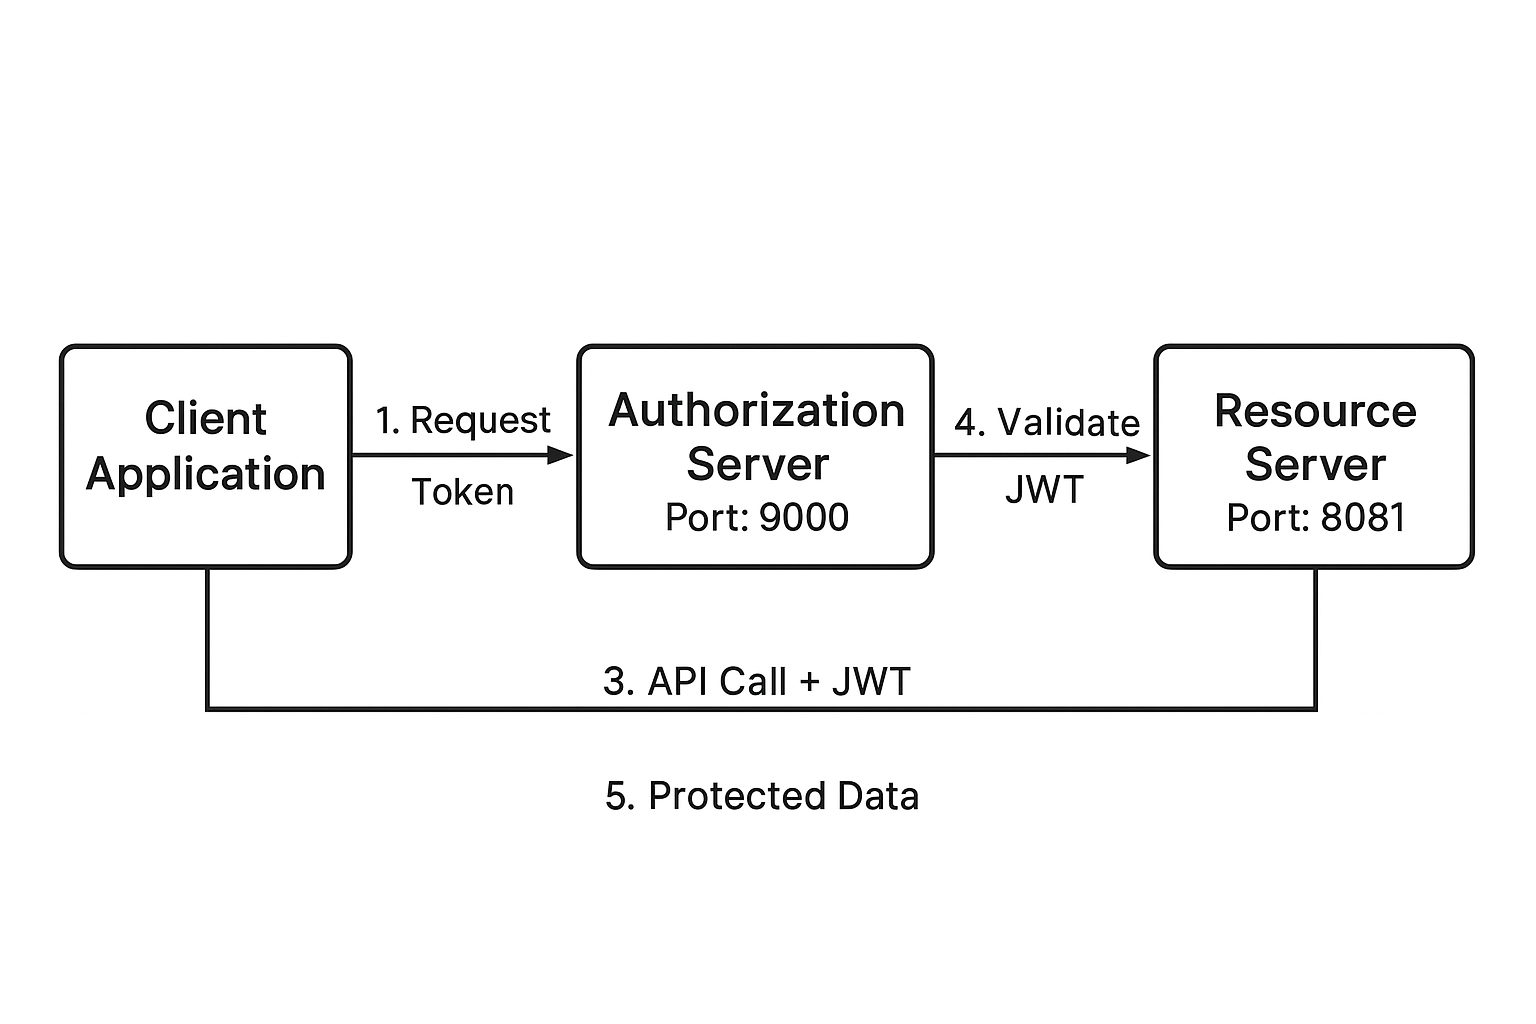 Client
Application
1. Request
Token
Authorization
Server
Port: 9000
4. Validate
JWT
Resource
Server
Port: 8081
3. API Call + JWT
5. Protected Data